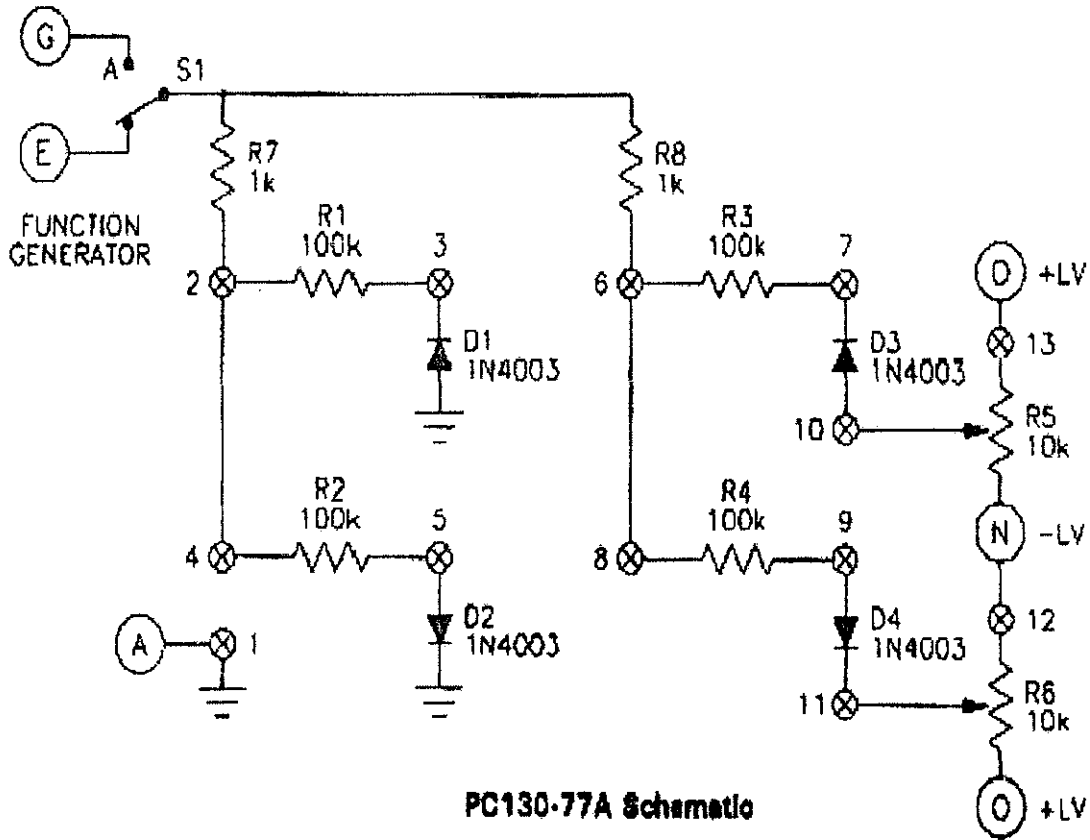 G
A
S1
E
FUNCTION
GENERATOR
R7
1k
R8
1k
R1
100k
3
2
D1
1N4003
R3
100k
7
6
D3
1N4003
10
D
+LV
13
R5
10k
N
-LV
12
R2
100k
5
4
D2
1N4003
A
1
R4
100k
9
8
D4
1N4003
11
R6
10k
O
+LV
PC130-77A Schematic